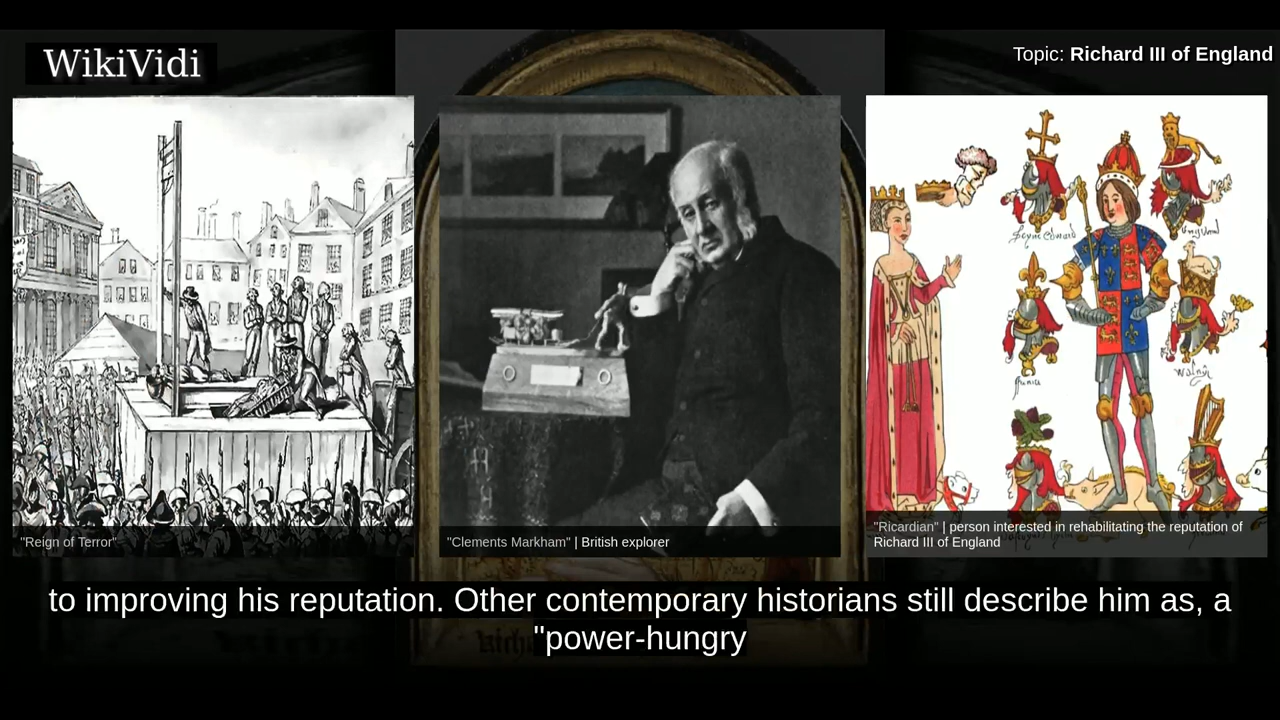 WikiVidi
Topic: Richard III of England
"Reign of Terror"
"Clements Markham" | British explorer
"Ricardian" | person interested in rehabilitating the reputation of
Richard III of England
to improving his reputation. Other contemporary historians still describe him as, a
"power-hungry